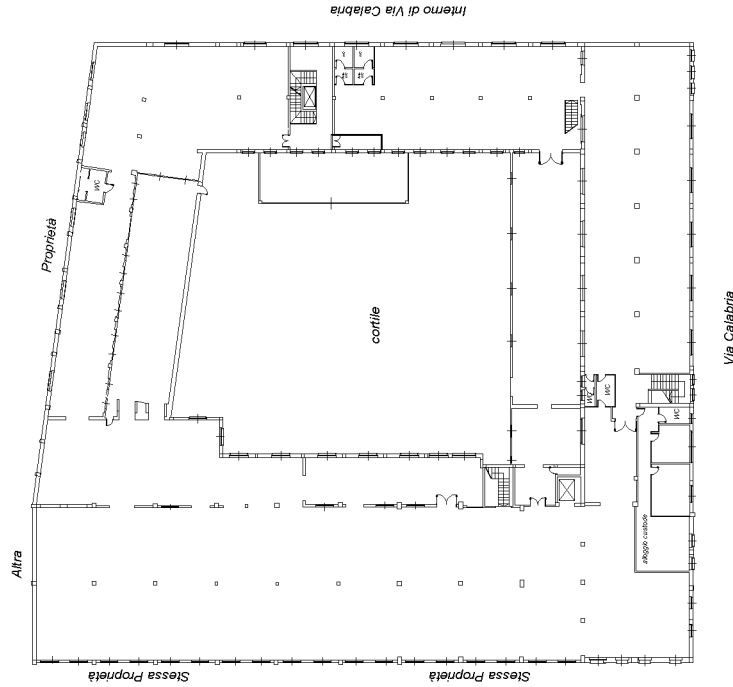 Interno di Via Calabria
WC
Proprietà
cortile
Via Calabria
WC
WC
WC
alloggio custode
Altra
Stessa Proprietà
Stessa Proprietà